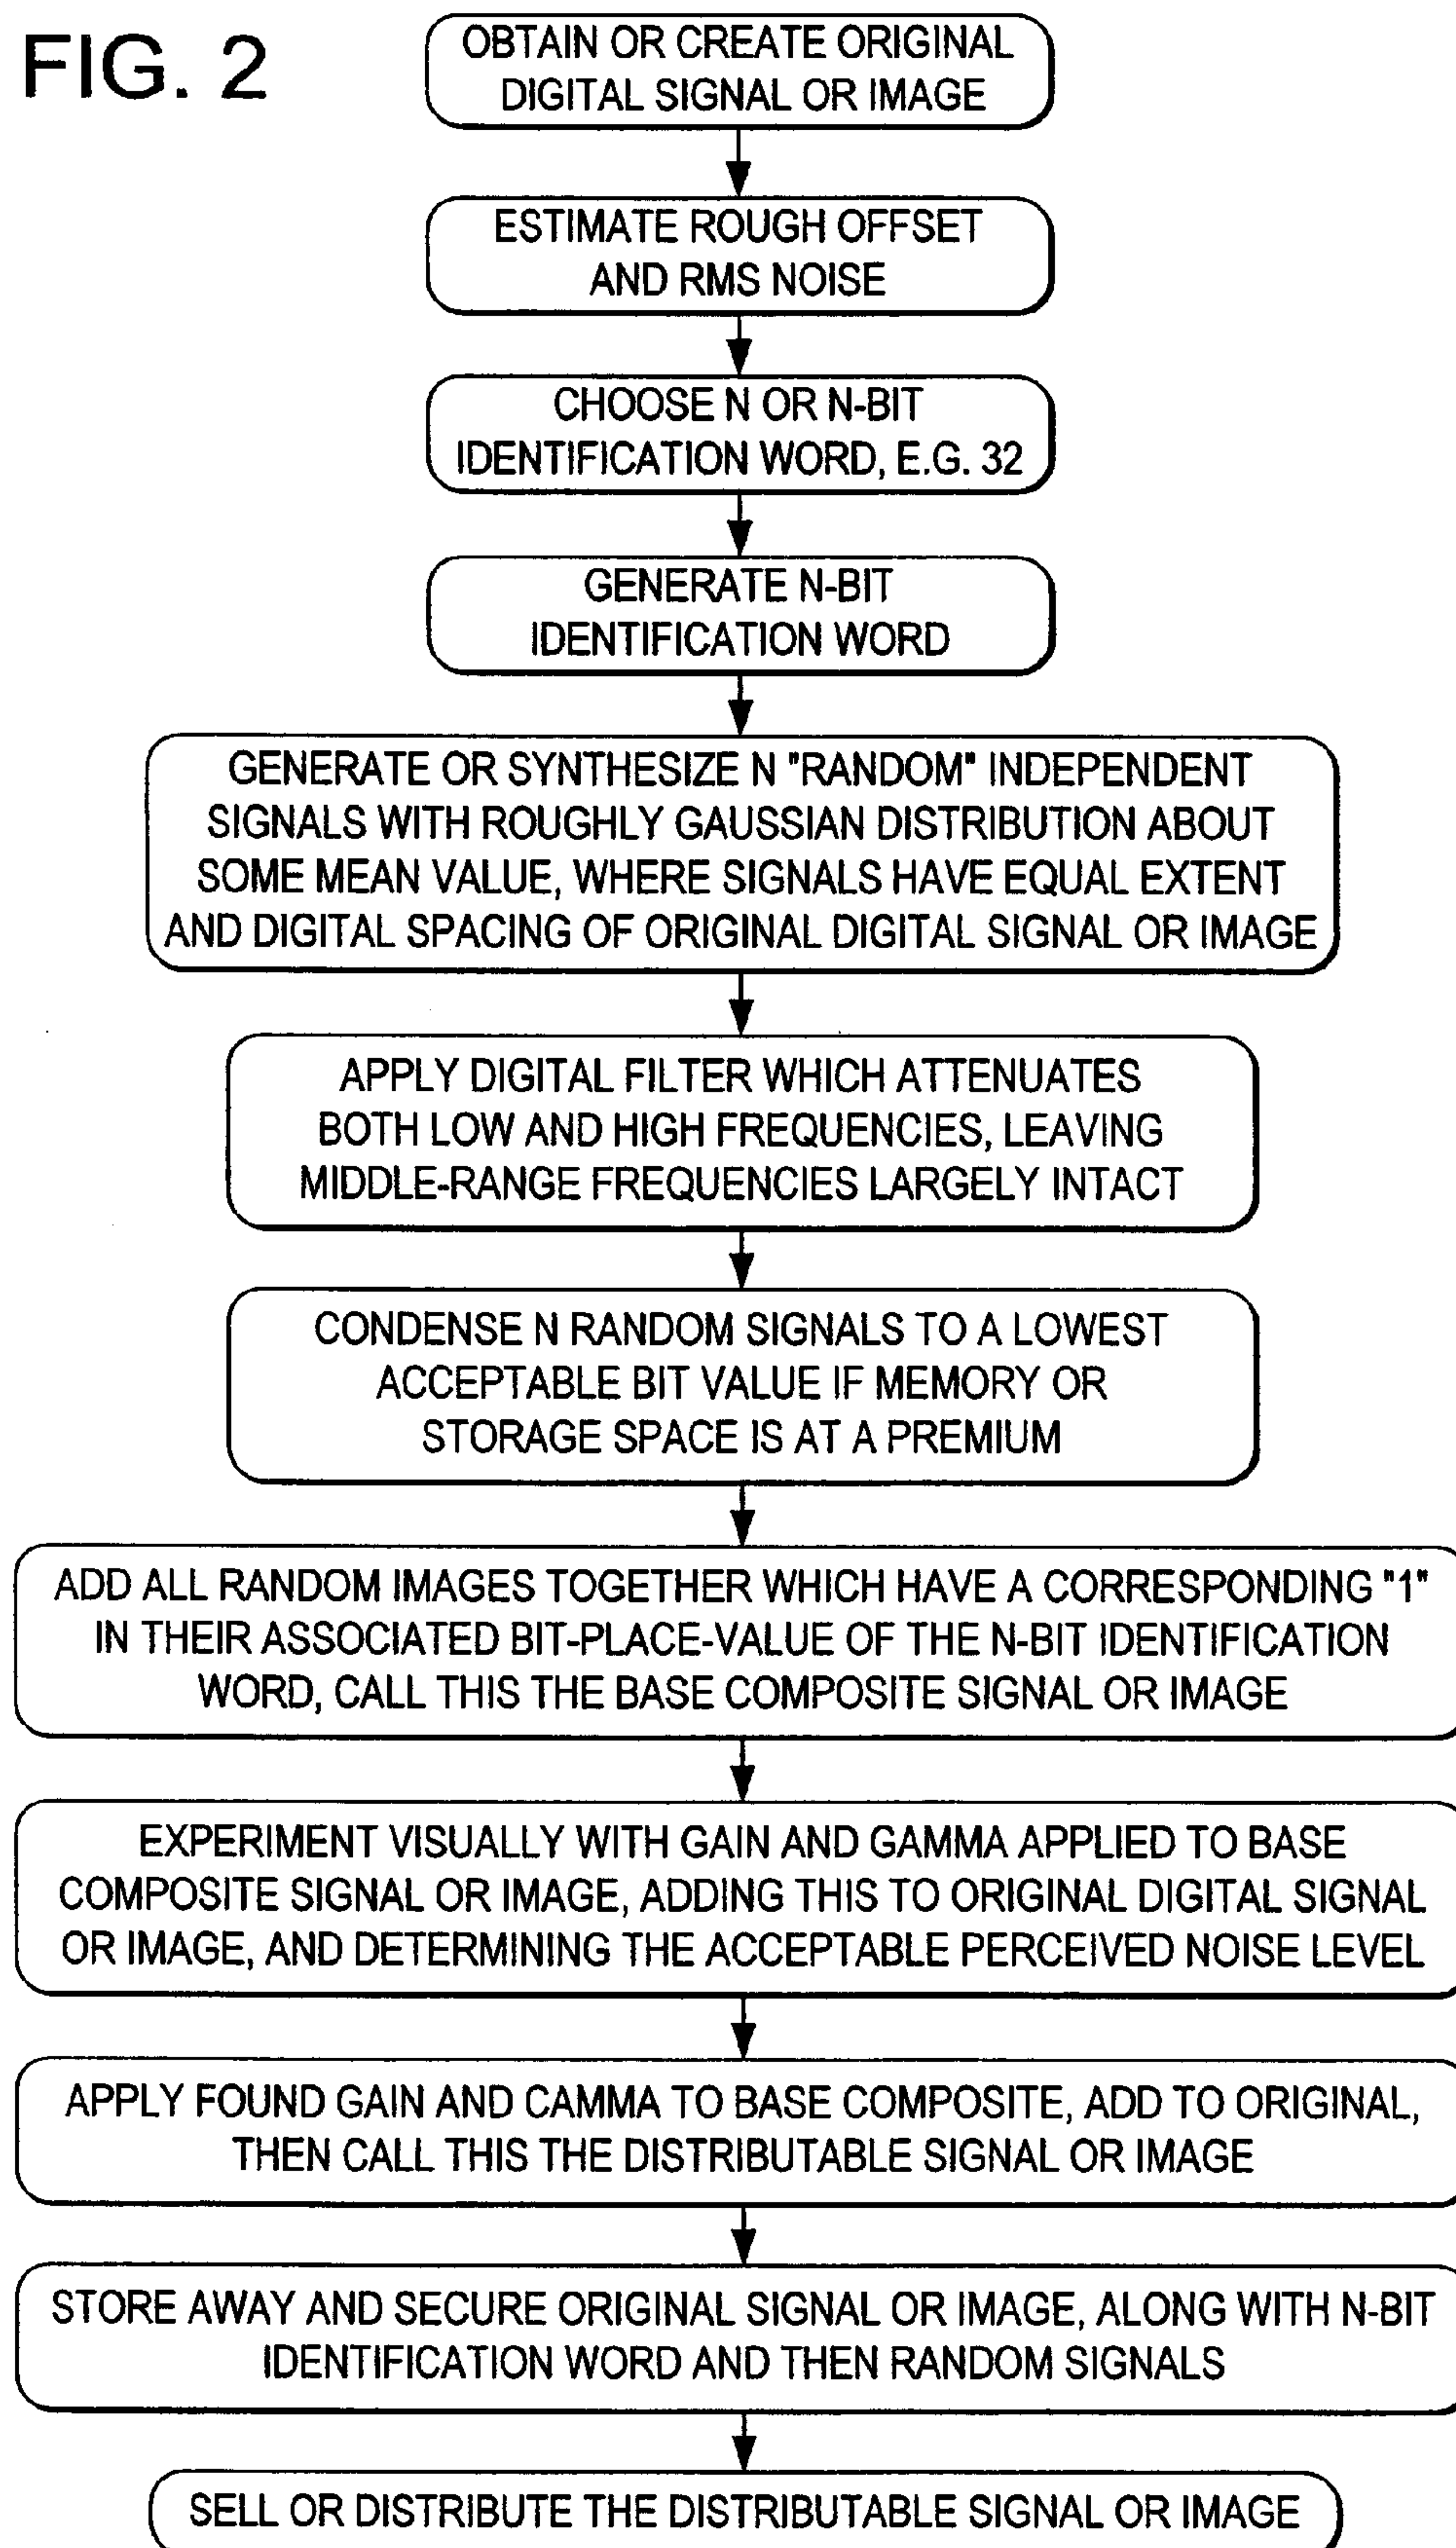 FIG. 2
OBTAIN OR CREATE ORIGINAL
DIGITAL SIGNAL OR IMAGE
ESTIMATE ROUGH OFFSET
AND RMS NOISE
CHOOSE N OR N-BIT
IDENTIFICATION WORD, E.G. 32
GENERATE N-BIT
IDENTIFICATION WORD
GENERATE OR SYNTHESIZE N "RANDOM" INDEPENDENT
SIGNALS WITH ROUGHLY GAUSSIAN DISTRIBUTION ABOUT
SOME MEAN VALUE, WHERE SIGNALS HAVE EQUAL EXTENT
AND DIGITAL SPACING OF ORIGINAL DIGITAL SIGNAL OR IMAGE
APPLY DIGITAL FILTER WHICH ATTENUATES
BOTH LOW AND HIGH FREQUENCIES, LEAVING
MIDDLE-RANGE FREQUENCIES LARGELY INTACT
CONDENSE N RANDOM SIGNALS TO A LOWEST
ACCEPTABLE BIT VALUE IF MEMORY OR
STORAGE SPACE IS AT A PREMIUM
ADD ALL RANDOM IMAGES TOGETHER WHICH HAVE A CORRESPONDING "1"
IN THEIR ASSOCIATED BIT-PLACE-VALUE OF THE N-BIT IDENTIFICATION
WORD, CALL THIS THE BASE COMPOSITE SIGNAL OR IMAGE
EXPERIMENT VISUALLY WITH GAIN AND GAMMA APPLIED TO BASE
COMPOSITE SIGNAL OR IMAGE, ADDING THIS TO ORIGINAL DIGITAL SIGNAL
OR IMAGE, AND DETERMINING THE ACCEPTABLE PERCEIVED NOISE LEVEL
APPLY FOUND GAIN AND CAMMA TO BASE COMPOSITE, ADD TO ORIGINAL,
THEN CALL THIS THE DISTRIBUTABLE SIGNAL OR IMAGE
STORE AWAY AND SECURE ORIGINAL SIGNAL OR IMAGE, ALONG WITH N-BIT
IDENTIFICATION WORD AND THEN RANDOM SIGNALS
SELL OR DISTRIBUTE THE DISTRIBUTABLE SIGNAL OR IMAGE